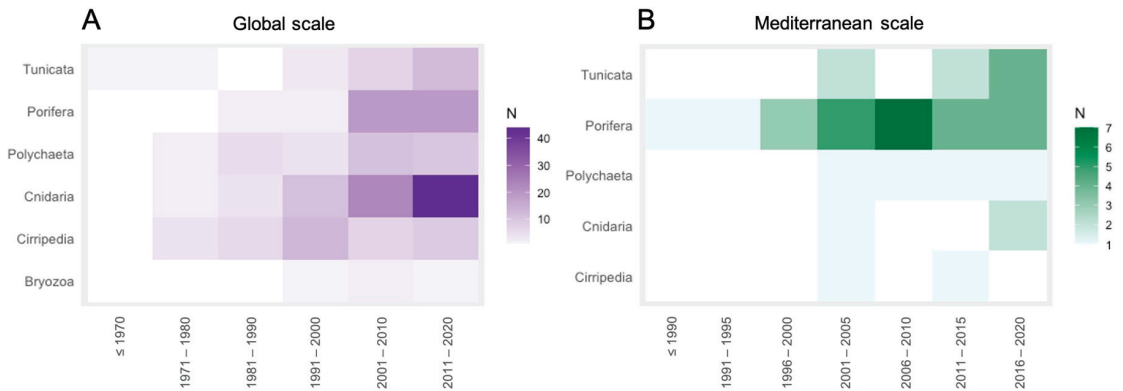 A
Global scale
Tunicata
Porifera
Polychaeta
Cnidaria
Cirripedia
Bryozoa
≤ 1970
1971 – 1980
1981 – 1990
1991 – 2000
2001 – 2010
2011 – 2020
N
40
30
20
10
B
Mediterranean scale
Tunicata
Porifera
Polychaeta
Cnidaria
Cirripedia
≤ 1990
1991 – 1995
1996 – 2000
2001 – 2005
2006 – 2010
2011 – 2015
2016 – 2020
N
7
6
5
4
3
2
1